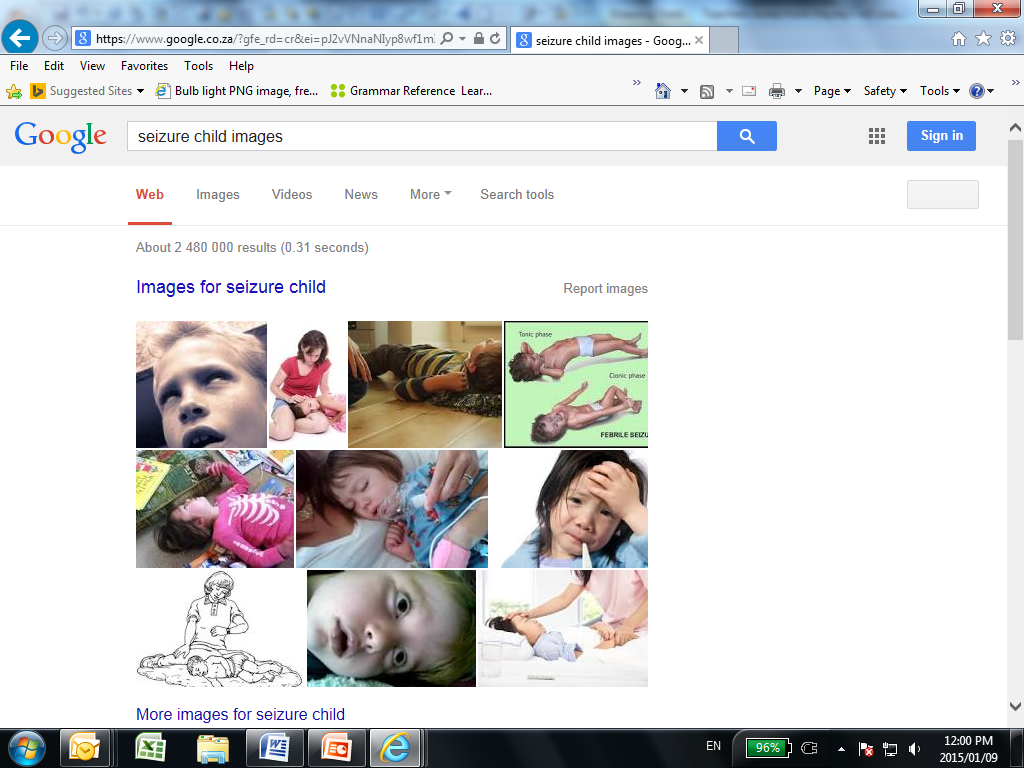 https://www.google.co.za/?gfe_rd=cr&ei=pJ2vVNnaNIyp8wf1m
seizure child images - Goog...
File Edit View Favorites Tools Help
Suggested Sites Bulb light PNG image, fre... Grammar Reference Lear... Page Safety Tools
Google seizure child images Sign in
Web Images Videos News More Search tools
About 2 480 000 results (0.31 seconds)
Images for seizure child Report images
Tonic phase
Clonic phase
FEBRILE SEIZU
More images for seizure child
EN 96% 12:00 PM
2015/01/09